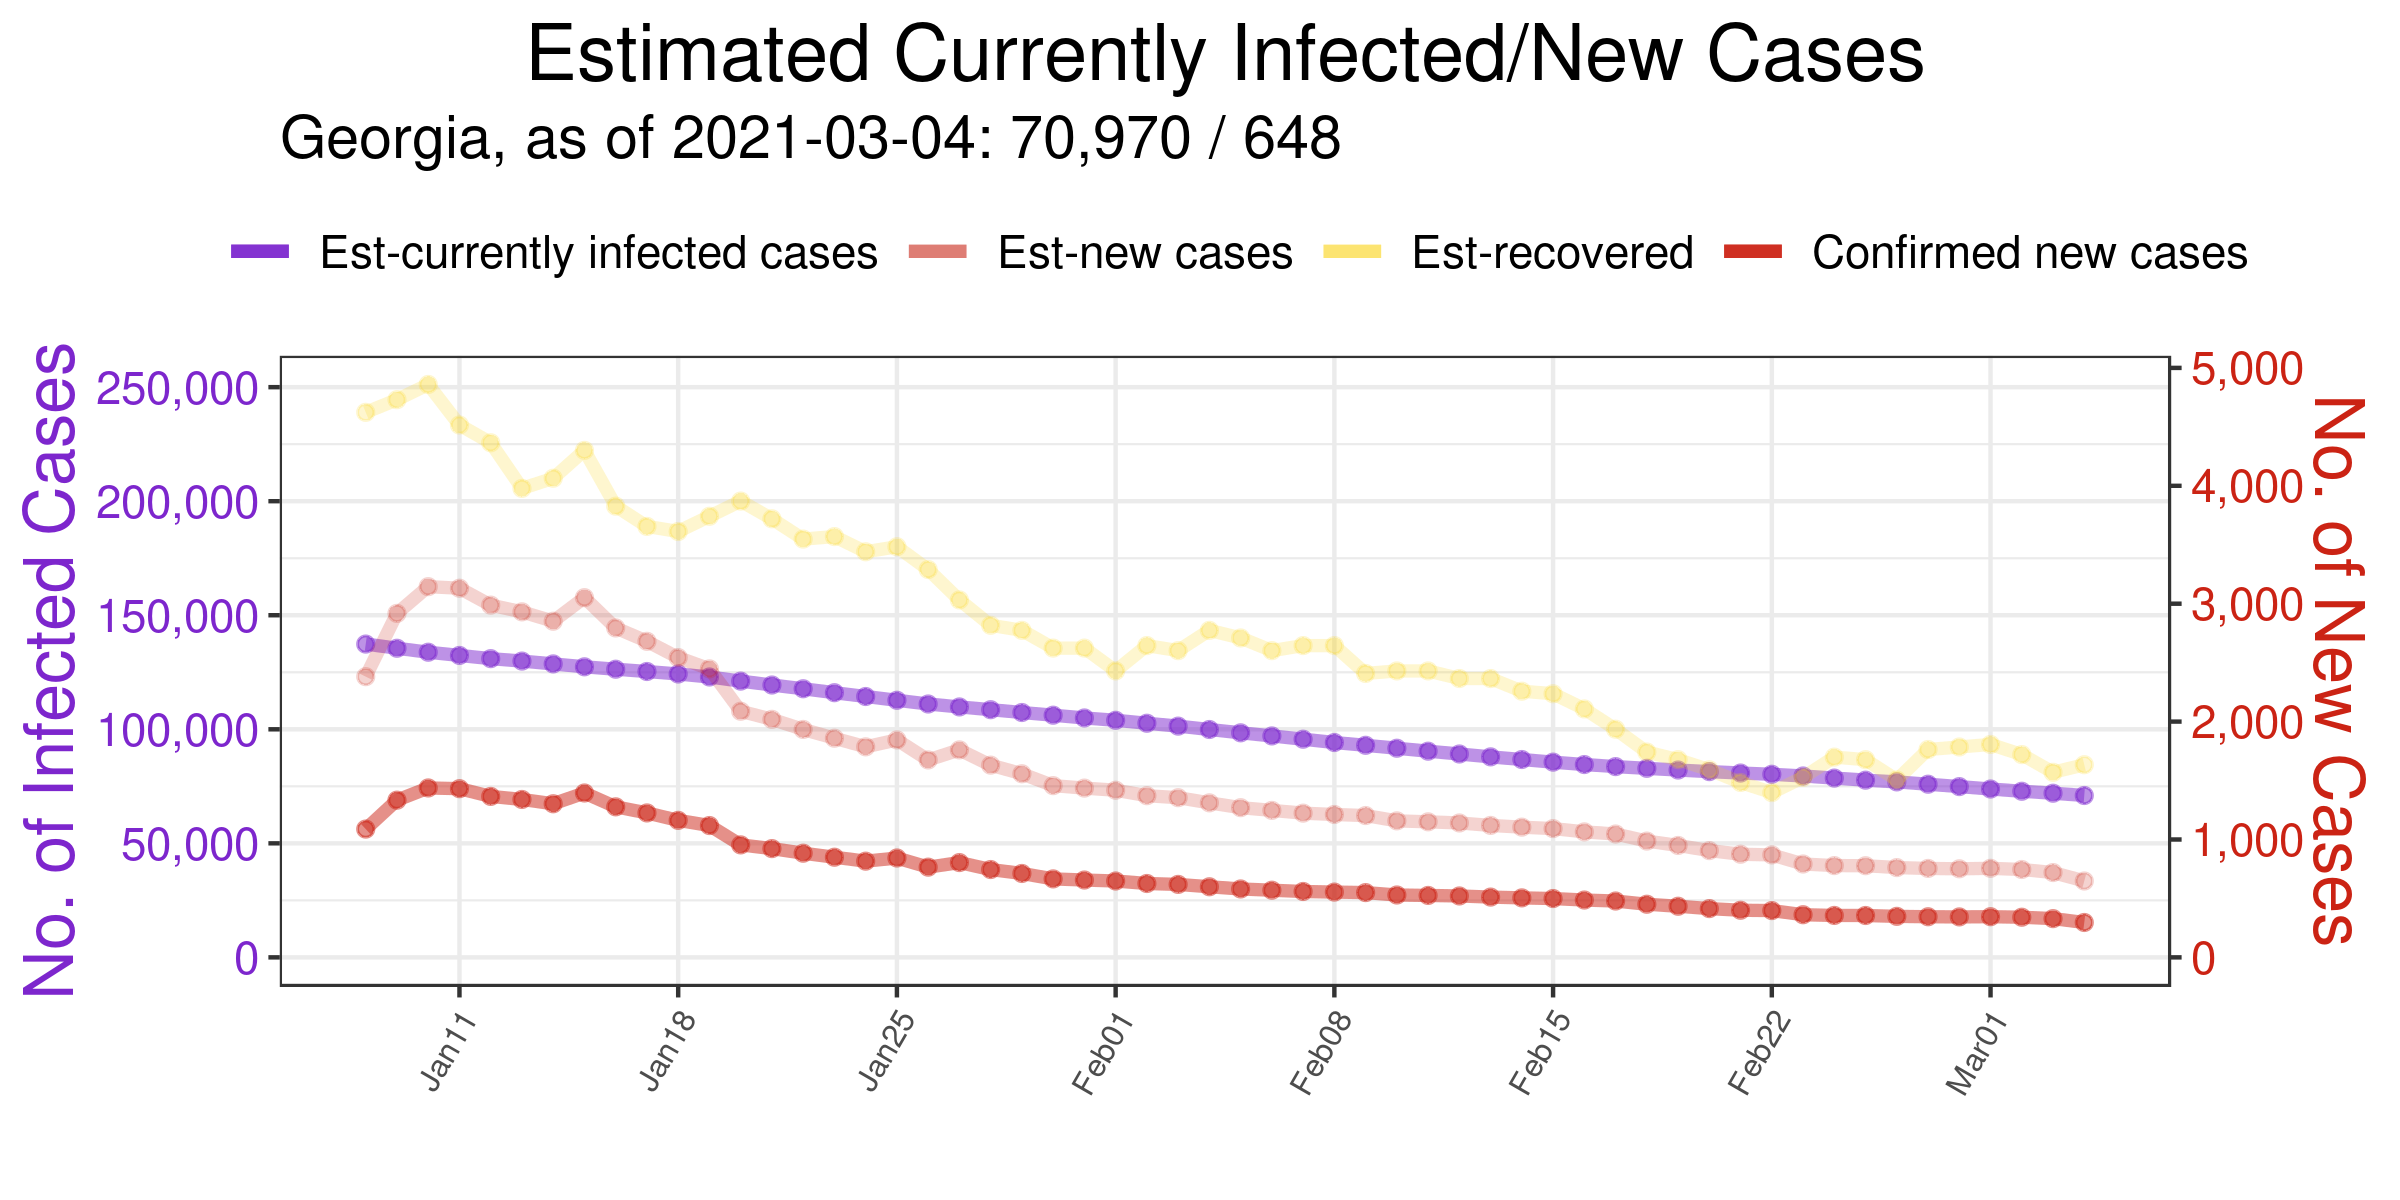 Estimated Currently Infected/New Cases
Georgia, as of 2021-03-04: 70,970 / 648
Est-currently infected cases Est-new cases Est-recovered Confirmed new cases
No. of Infected Cases
250,000
200,000
150,000
100,000
50,000
0
5,000
4,000
3,000
2,000
1,000
0
No. of New Cases
Jan11 Jan18 Jan25 Feb01 Feb08 Feb15 Feb22 Mar01